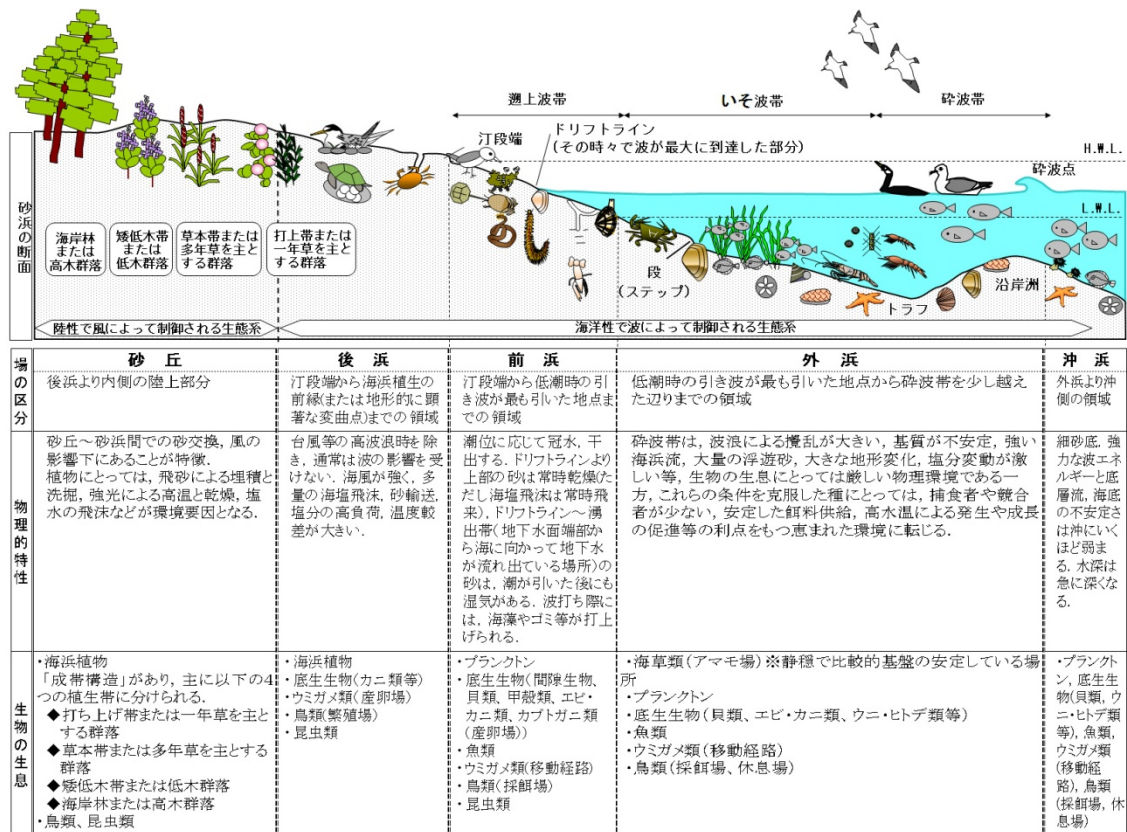 遡上波帯
いそ波帯
砕波帯
汀段端
ドリフトライン
(その時々で波が最大に到達した部分)
H.W.L.
砕波点
L.W.L.
砂浜の断面
海岸林
または
高木群落
矮低木帯
または
低木群落
草本帯または
多年草を主と
する群落
打上帯または
一年草を主と
する群落
段
(ステップ)
トラフ
沿岸洲
陸性で風によって制御される生態系
海洋性で波によって制御される生態系
場の区分
砂 丘
後 浜
前 浜
外 浜
沖 浜
後浜より内側の陸上部分
汀段端から海浜植生の
前縁(または地形的に顕
著な変曲点)までの領域
汀段端から低潮時の引
き波が最も引いた地点ま
での領域
低潮時の引き波が最も引いた地点から砕波帯を少し越え
た辺りまでの領域
外浜より沖
側の領域
物理的特性
砂丘～砂浜間での砂交換, 風の
影響下にあることが特徴.
植物にとっては, 飛砂による埋積と
洗掘, 強光による高温と乾燥, 塩
水の飛沫などが環境要因となる.
台風等の高波浪時を除
き, 通常は波の影響を受
けない. 海風が強く, 多
量の海塩飛沫, 砂輸送,
塩分の高負荷, 温度較
差が大きい.
潮位に応じて冠水, 干
出する. ドリフトラインより
上部の砂は常時乾燥(た
だし海塩飛沫は常時飛
来), ドリフトライン～湧
出帯(地下水面端部か
ら海に向かって地下水
が流れ出ている場所)の
砂は, 潮が引いた後にも
湿気がある. 波打ち際に
は, 海藻やゴミ等が打上
げられる.
砕波帯は, 波浪による攪乱が大きい, 基質が不安定, 強い
海浜流, 大量の浮遊砂, 大きな地形変化, 塩分変動が激
しい等, 生物の生息にとっては厳しい物理環境である一
方, これらの条件を克服した種にとっては, 捕食者や競合
者が少ない, 安定した餌料供給, 高水温による発生や成長
の促進等の利点をもつ恵まれた環境に転じる.
細砂底. 強
力な波エネ
ルギーと底
層流, 海底
の不安定さ
は沖にいく
ほど弱ま
る. 水深は
急に深くな
る.
生物の生息
・海浜植物
「成帯構造」があり, 主に以下の4
つの植生帯に分けられる.
◆打ち上げ帯または一年草を主と
する群落
◆草本帯または多年草を主とする
群落
◆矮低木帯または低木群落
◆海岸林または高木群落
・鳥類、昆虫類
・海浜植物
・底生生物(カニ類等)
・ウミガメ類(産卵場)
・鳥類(繁殖場)
・昆虫類
・プランクトン
・底生生物(間隙生物、
貝類、甲殻類、エビ・
カニ類、カブトガニ類
(産卵場))
・魚類
・ウミガメ類(移動経路)
・鳥類(採餌場)
・昆虫類
・海草類(アマモ場)※静穏で比較的基盤の安定している場
所
・プランクトン
・底生生物(貝類、エビ・カニ類、ウニ・ヒトデ類等)
・魚類
・ウミガメ類(移動経路)
・鳥類(採餌場、休息場)
・プランクト
ン, 底生生
物(貝類, ウ
ニ・ヒトデ類
等), 魚類,
ウミガメ類
(移動経
路), 鳥類
(採餌場, 休
息場)